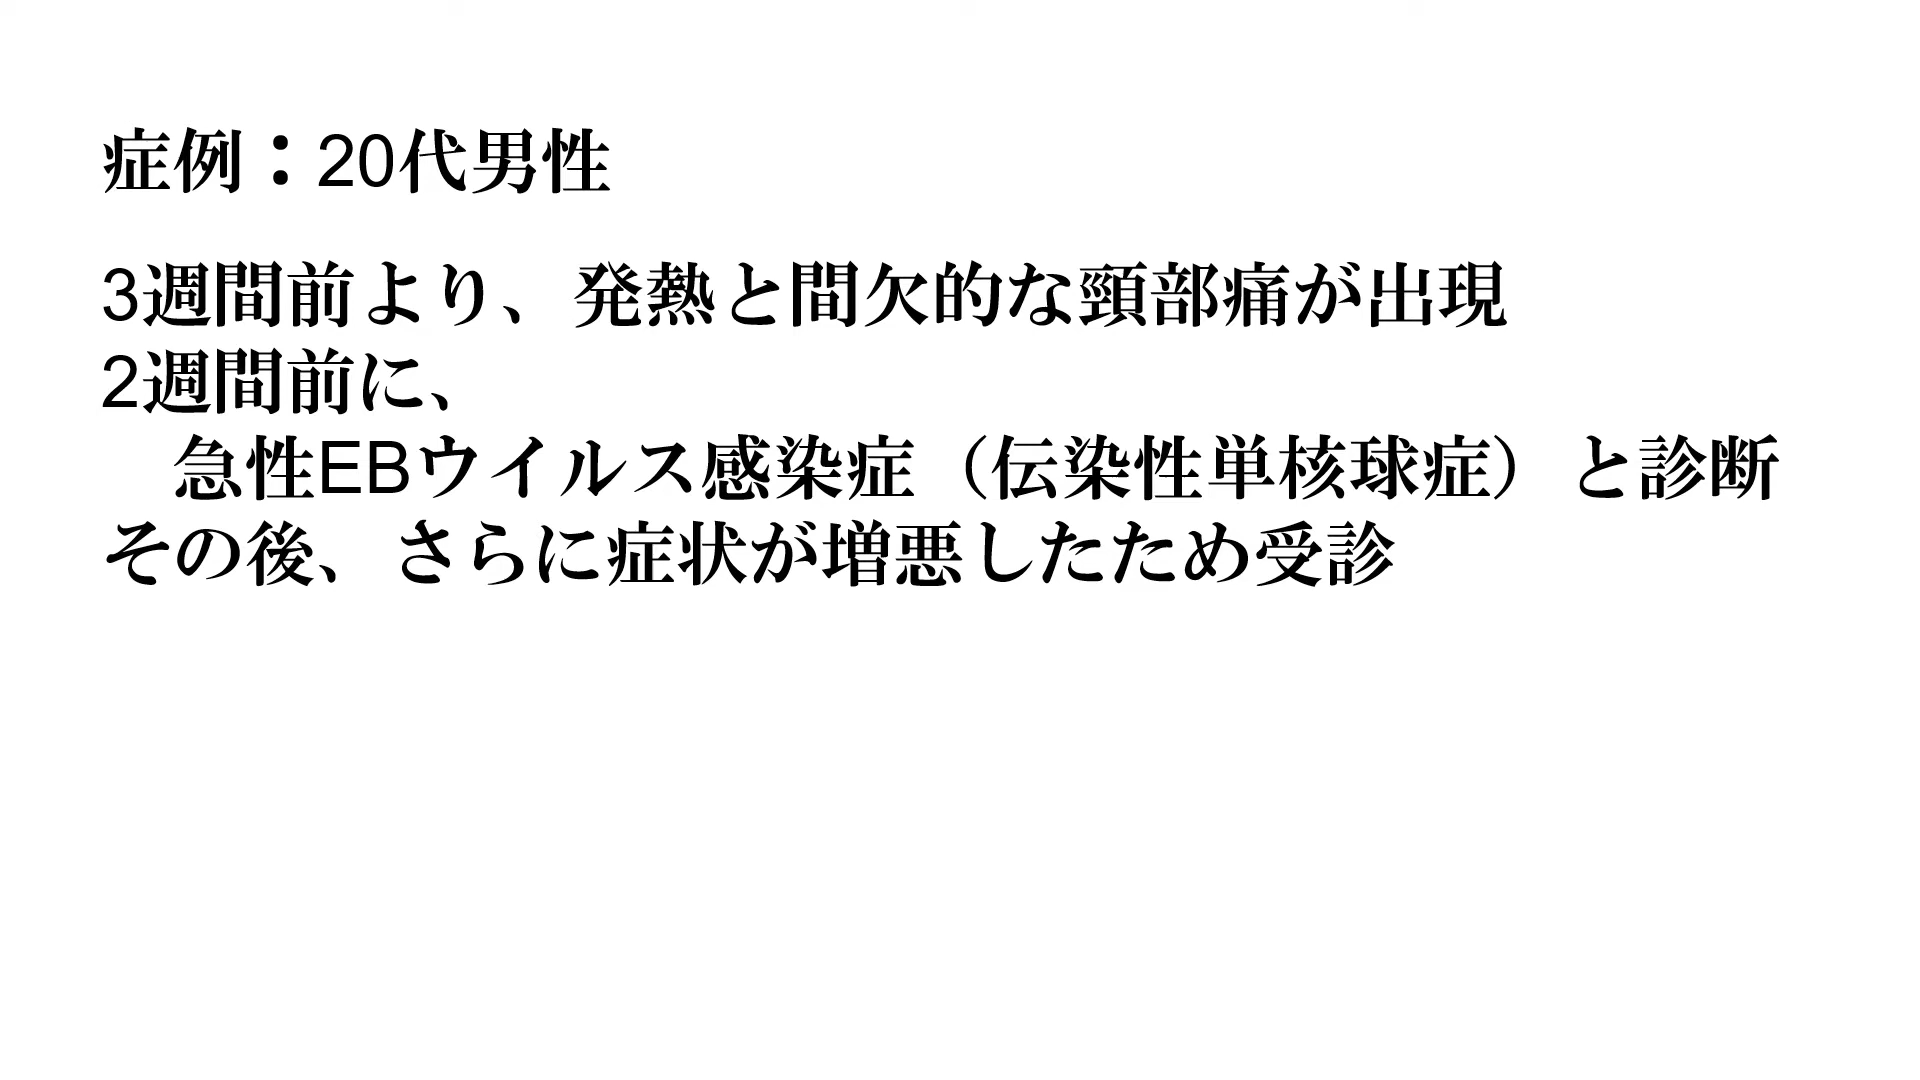 症例：20代男性
3週間前より、発熱と間欠的な頸部痛が出現
2週間前に、
　急性EBウイルス感染症（伝染性単核球症）と診断
その後、さらに症状が増悪したため受診